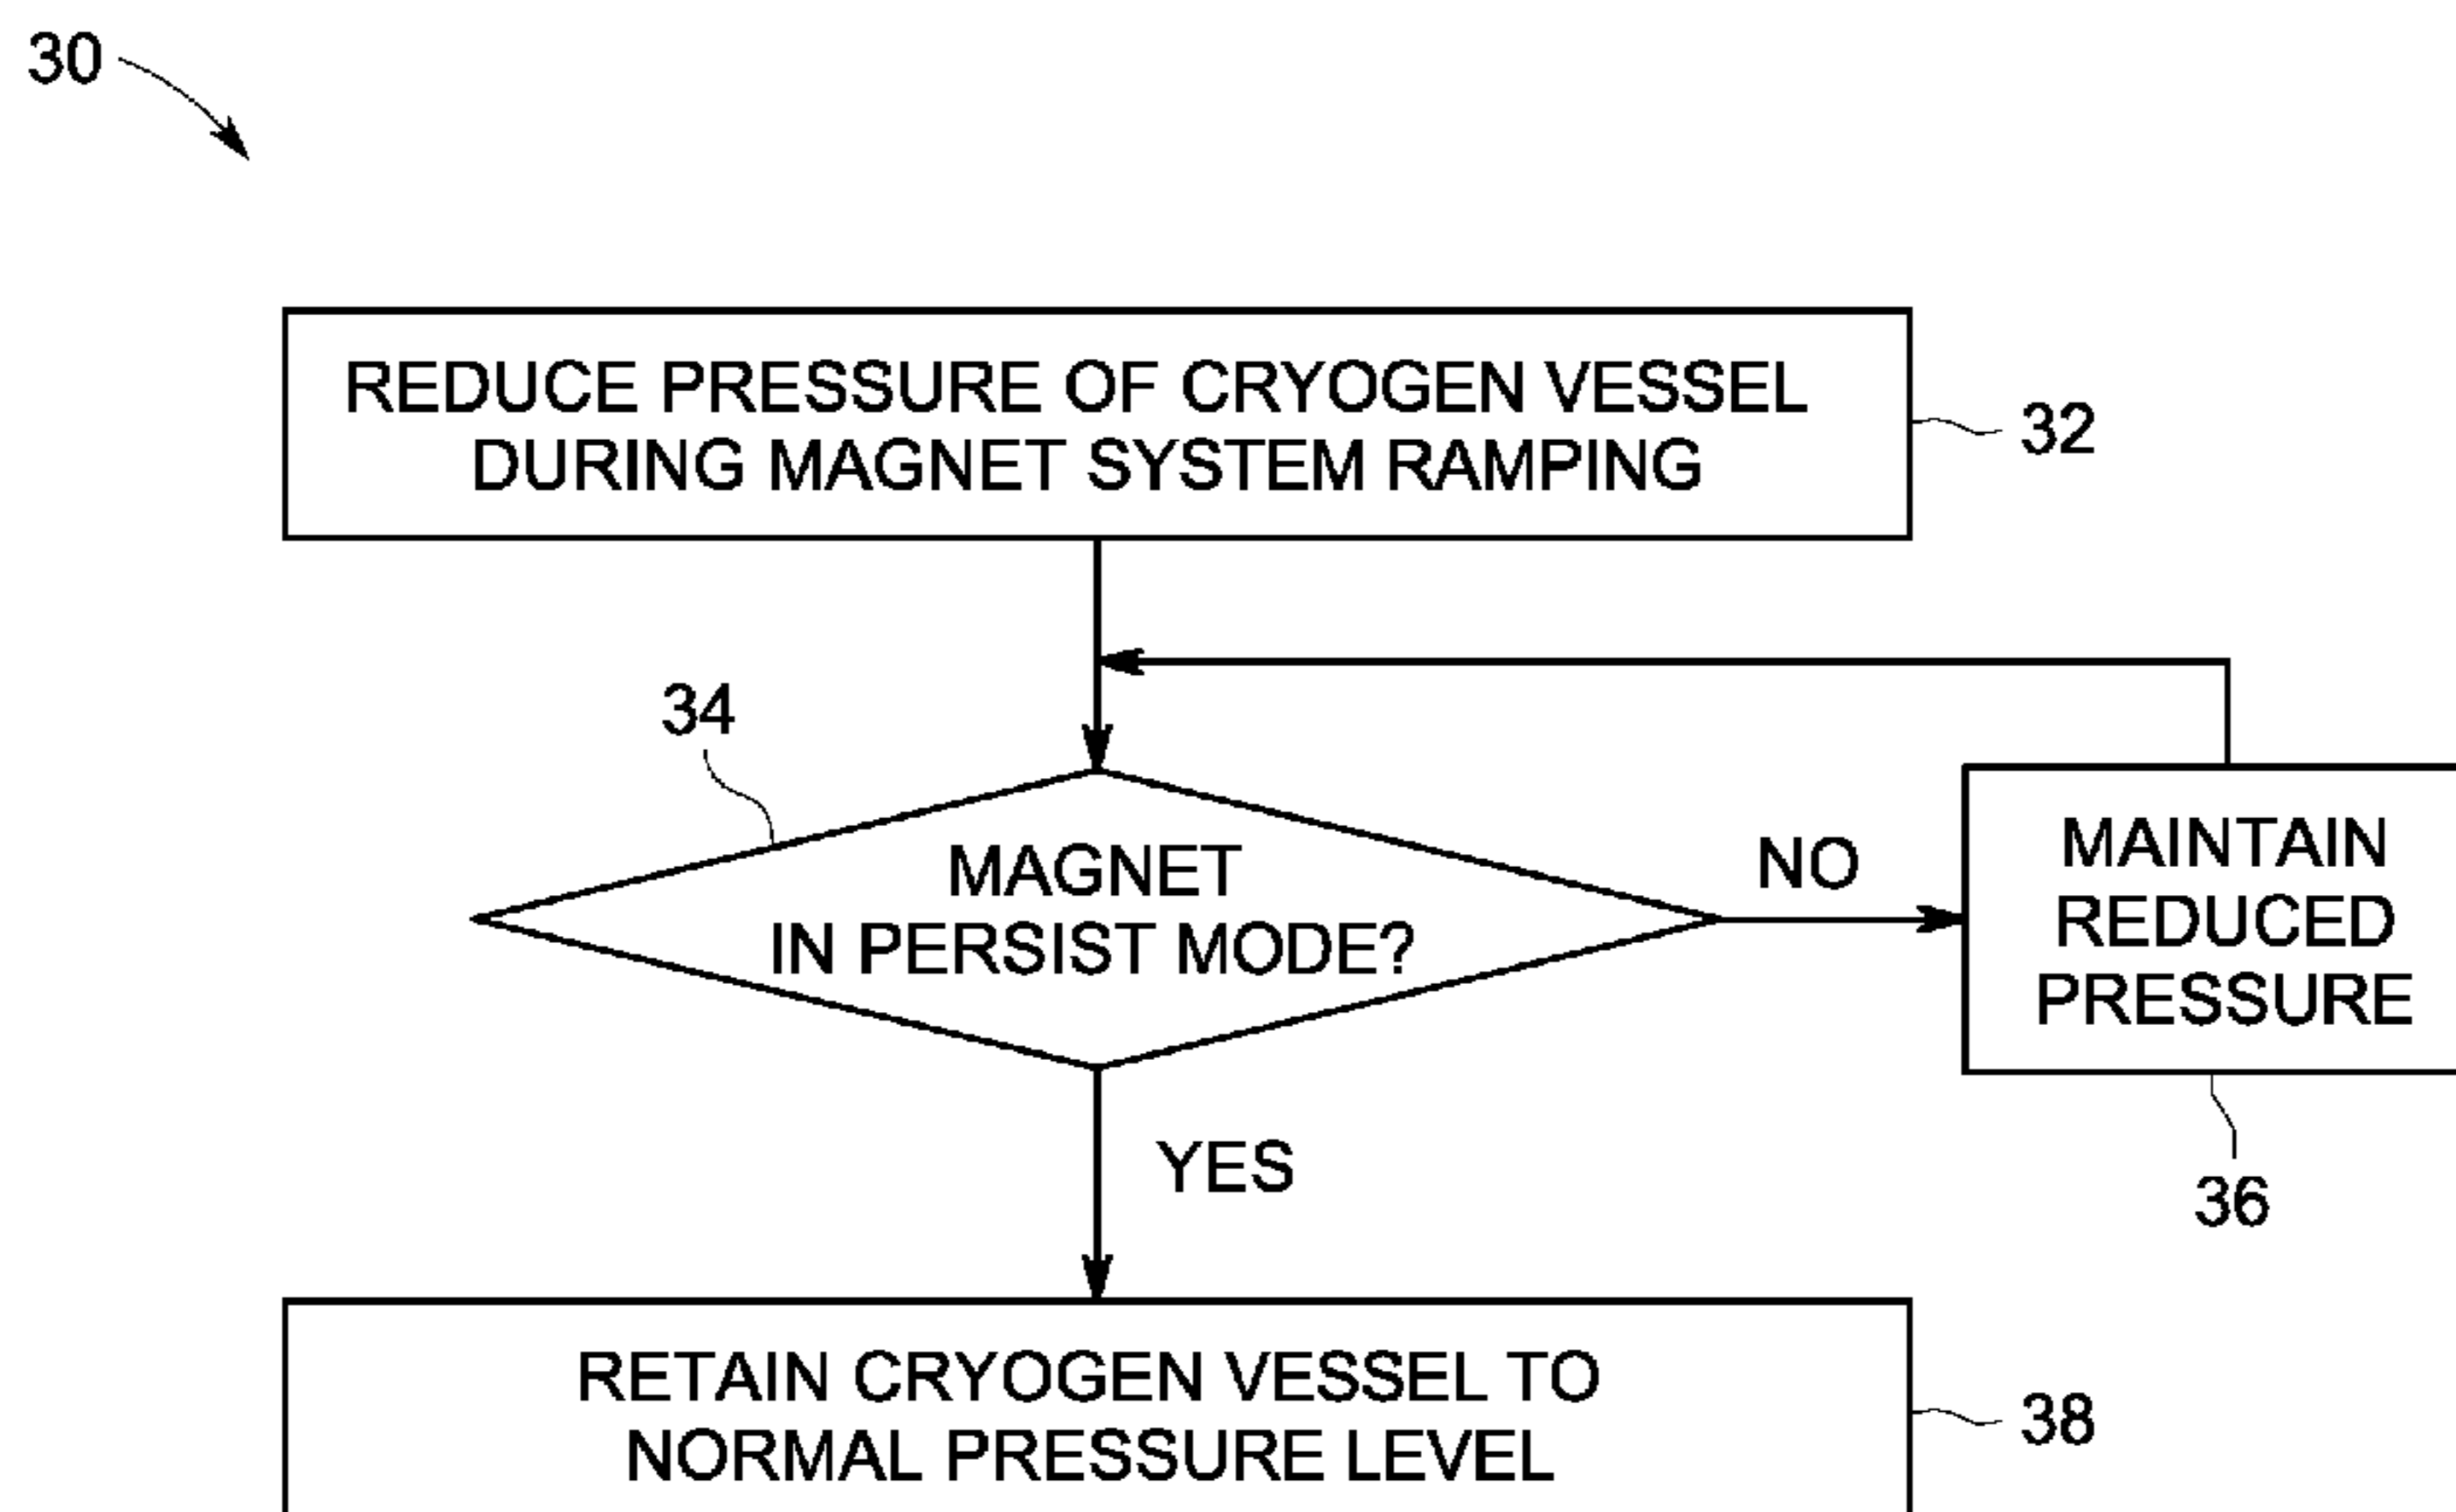 30
REDUCE PRESSURE OF CRYOGEN VESSEL
DURING MAGNET SYSTEM RAMPING
32
34
MAGNET
IN PERSIST MODE?
NO
MAINTAIN
REDUCED
PRESSURE
36
YES
RETAIN CRYOGEN VESSEL TO
NORMAL PRESSURE LEVEL
38